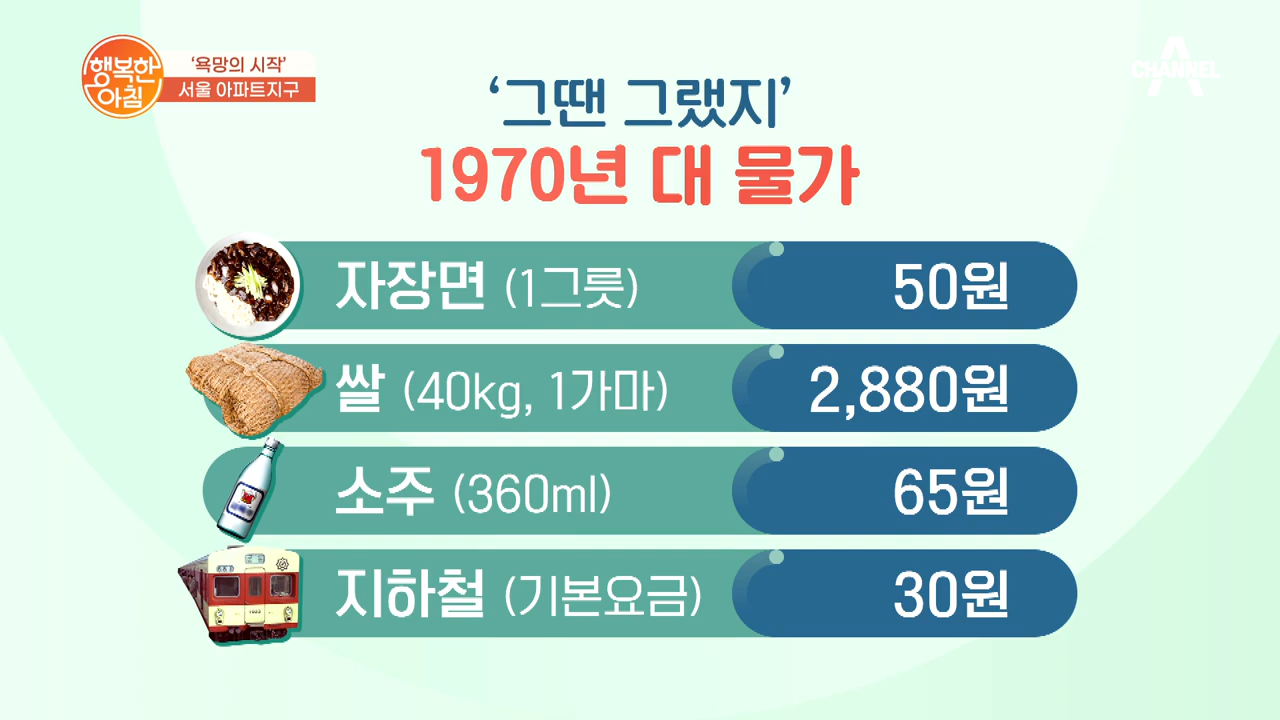 행복한
아침
‘욕망의 시작’
서울 아파트지구
CHANNEL A
‘그땐 그랬지’
1970년 대 물가
자장면 (1그릇) 50원
쌀 (40kg, 1가마) 2,880원
소주 (360ml) 65원
지하철 (기본요금) 30원